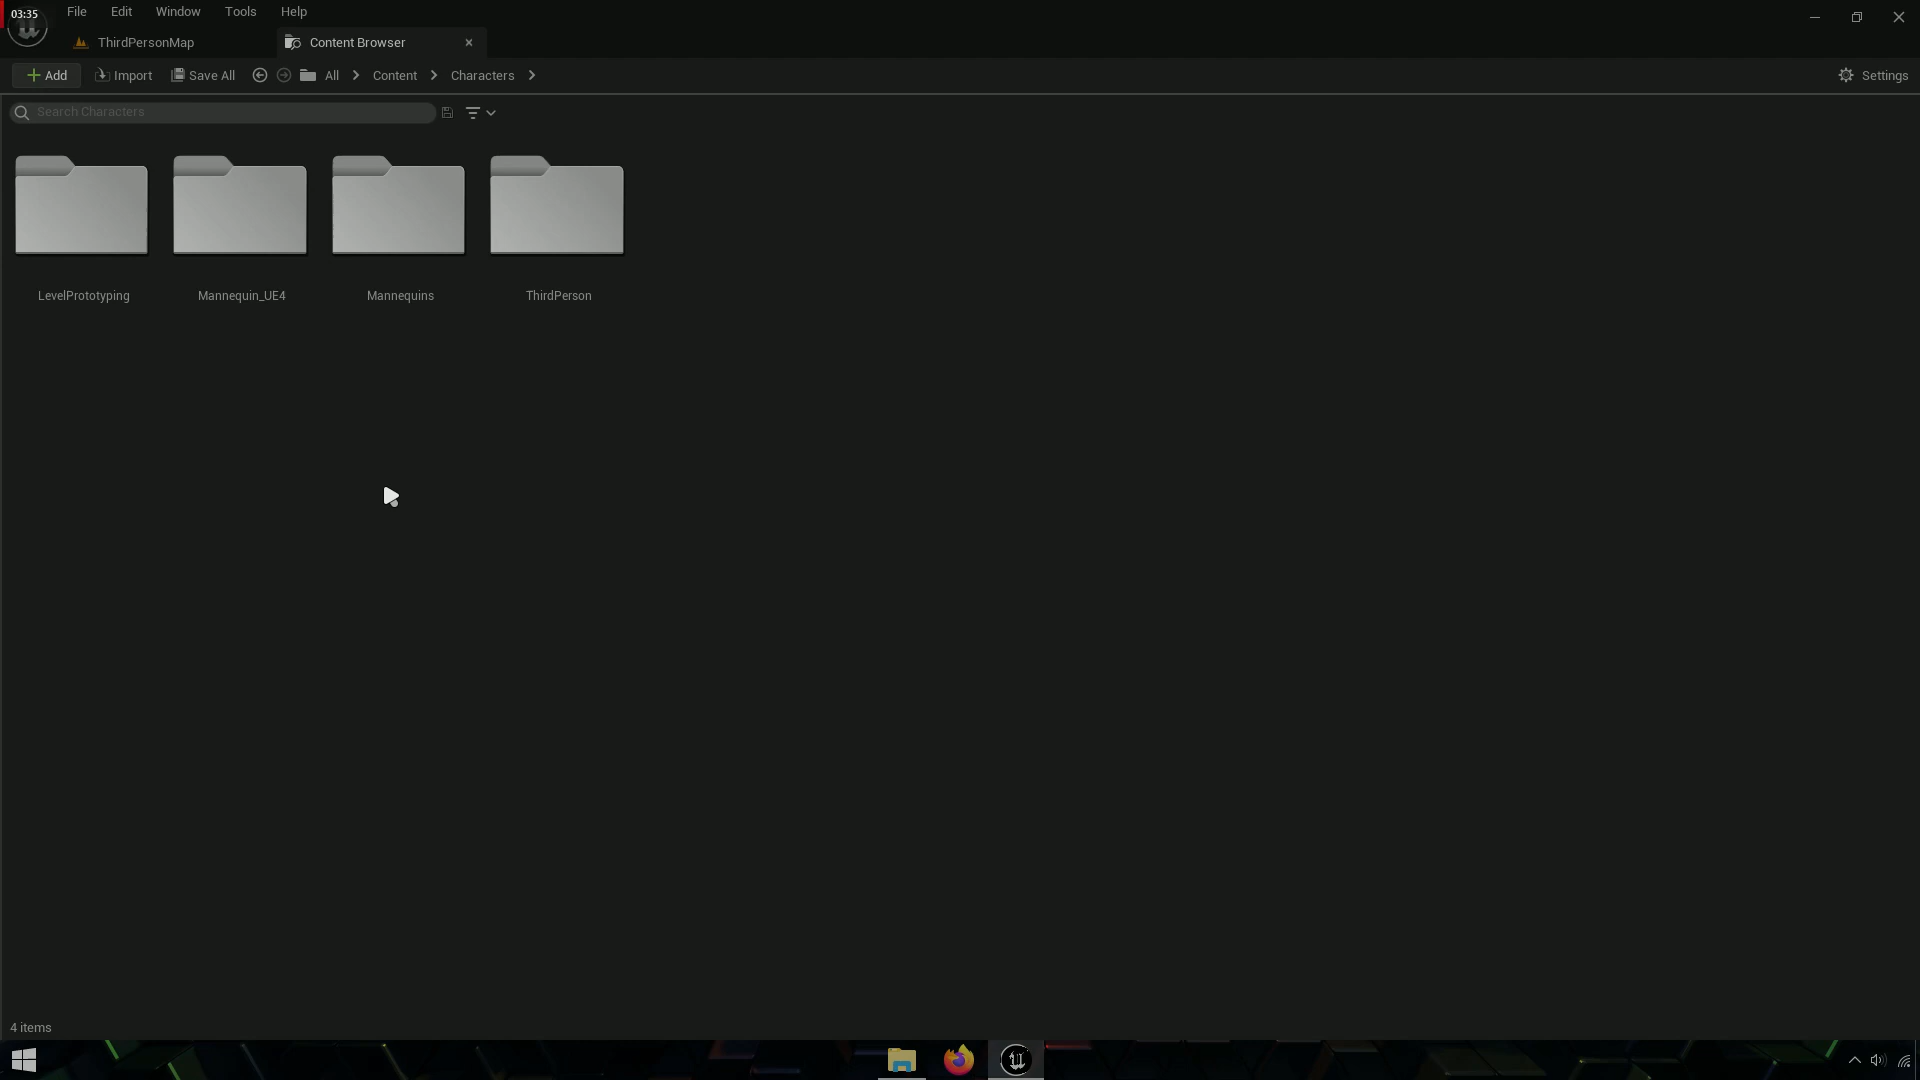 03:35
File Edit Window Tools Help
ThirdPersonMap Content Browser
Add Import Save All All Content Characters Settings
Search Characters
LevelPrototyping Mannequin_UE4 Mannequins ThirdPerson
4 items